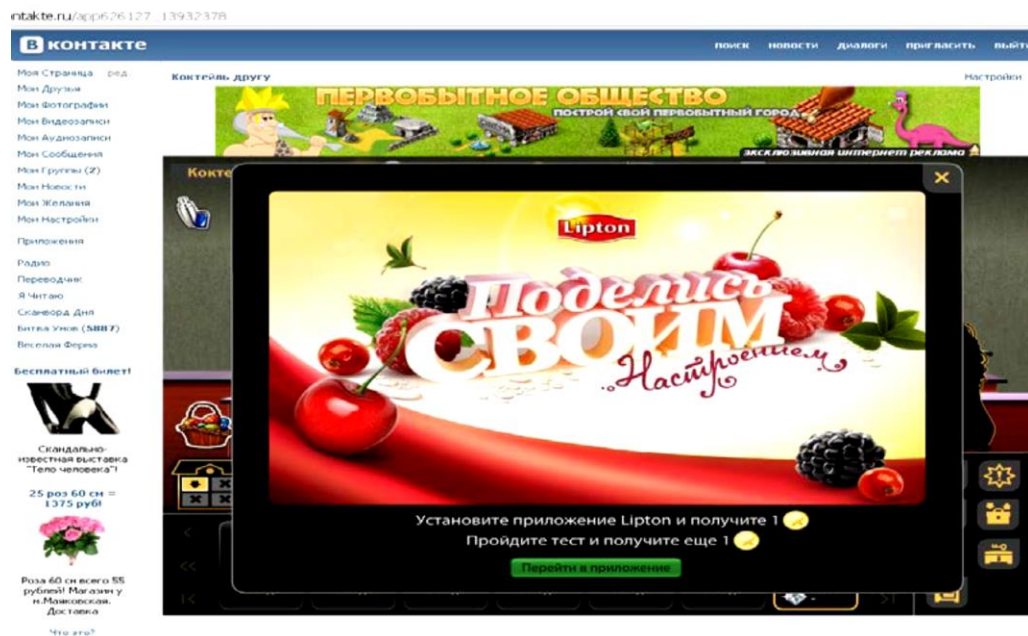 ntakte.ru/app626127_13932378
В контакте
поиск новости диалоги пригласить выйти
Моя Страница ред.
Мои Друзья
Мои Фотографии
Мои Видеозаписи
Мои Аудиозаписи
Мои Сообщения
Мои Группы (2)
Мои Новости
Мои Желания
Мои Настройки
Приложения
Радио
Переводчик
Я Читаю
Сканворд Дня
Битва Умов (5887)
Веселая Ферма
Бесплатный билет!
Скандально-
известная выставка
"Тело человека"!
25 роз 60 см =
1375 руб!
Роза 60 см всего 55
рублей! Магазин у
м.Маяковская.
Доставка
Что это?
Коктейль другу
Настройки
ПЕРВОБЫТНОЕ ОБЩЕСТВО
ПОСТРОЙ СВОЙ ПЕРВОБЫТНЫЙ ГОРОД
эксклюзивная интернет реклама
Кокте
Lipton
Поделись
СВОИМ
Настроением
Установите приложение Lipton и получите 1
Пройдите тест и получите еще 1
Перейти в приложение